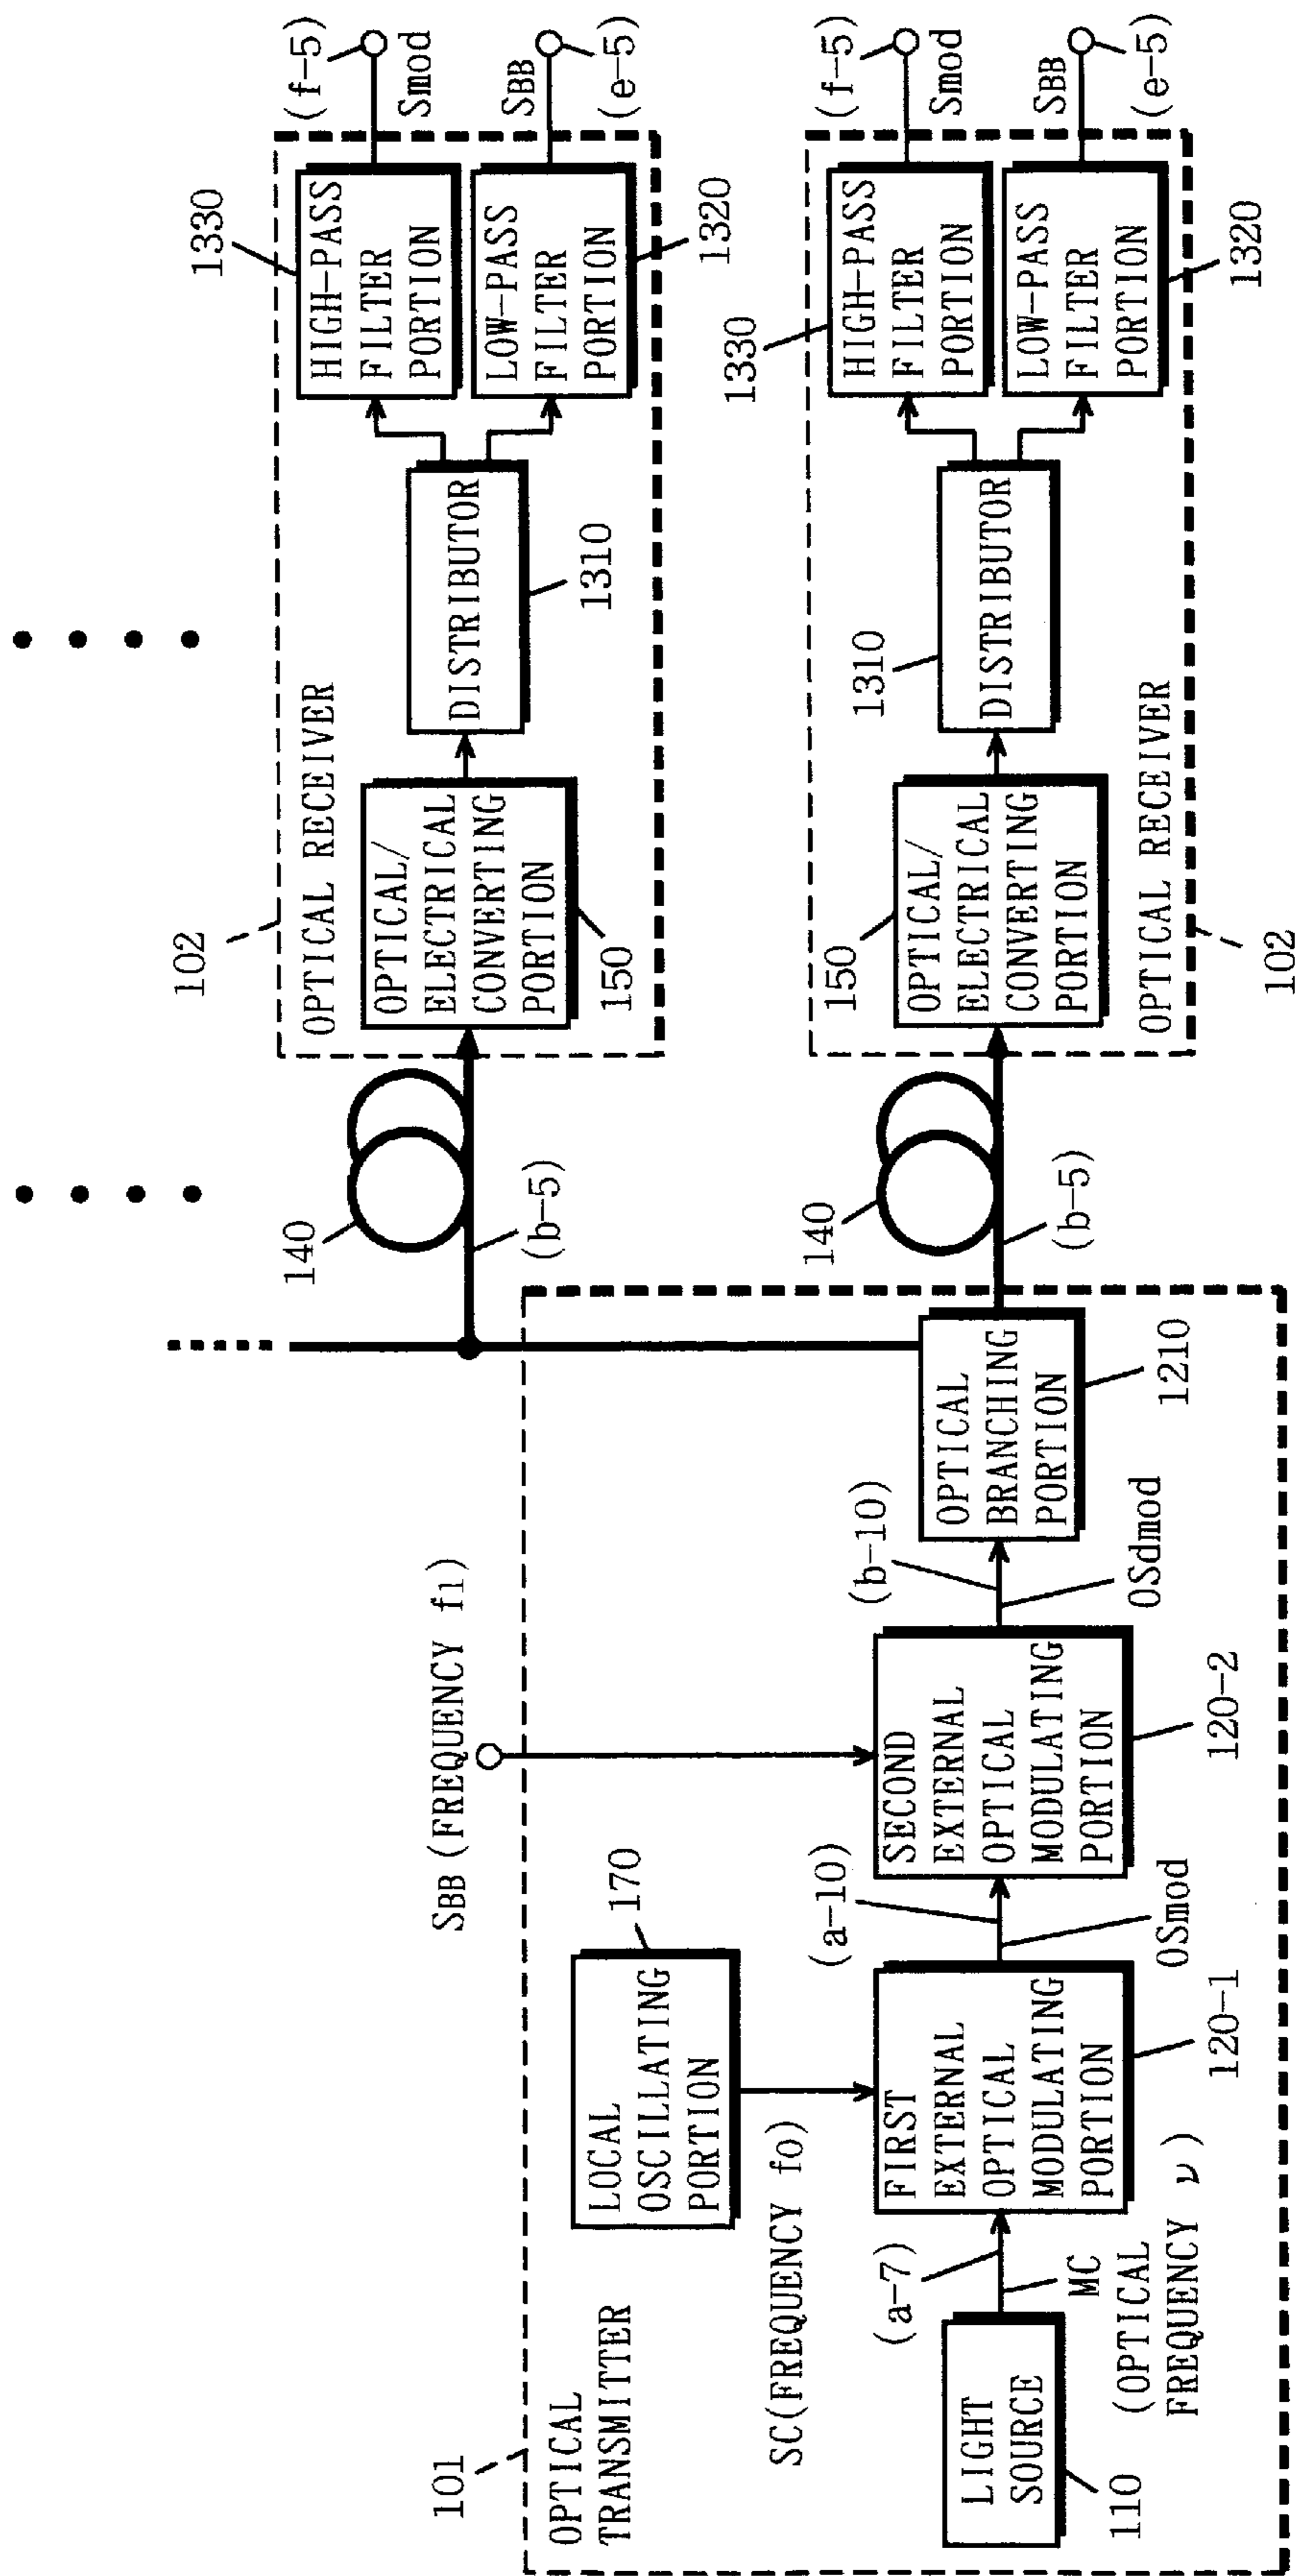 101
OPTICAL
TRANSMITTER
LIGHT
SOURCE
110
(a-7)
MC
(OPTICAL
FREQUENCY ν)
LOCAL
OSCILLATING
PORTION
170
SC(FREQUENCY f0)
FIRST
EXTERNAL
OPTICAL
MODULATING
PORTION
120-1
(a-10)
OSmod
SBB (FREQUENCY f1)
SECOND
EXTERNAL
OPTICAL
MODULATING
PORTION
120-2
(b-10)
OSdmod
OPTICAL
BRANCHING
PORTION
1210
140
(b-5)
102
OPTICAL RECEIVER
OPTICAL/
ELECTRICAL
CONVERTING
PORTION
150
DISTRIBUTOR
1310
1330
HIGH-PASS
FILTER
PORTION
LOW-PASS
FILTER
PORTION
1320
(f-5)
Smod
SBB
(e-5)
140
(b-5)
150
OPTICAL/
ELECTRICAL
CONVERTING
PORTION
OPTICAL RECEIVER
102
1310
DISTRIBUTOR
1330
HIGH-PASS
FILTER
PORTION
LOW-PASS
FILTER
PORTION
1320
(f-5)
Smod
SBB
(e-5)